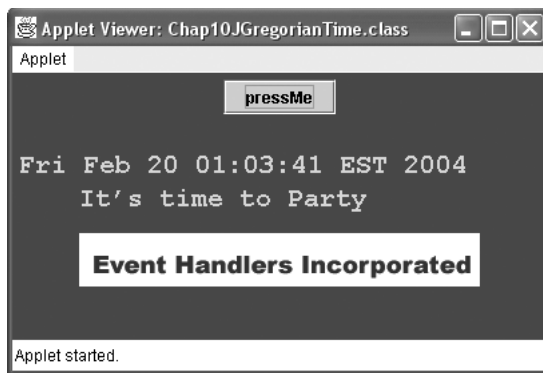 Applet Viewer: Chap10JGregorianTime.class
Applet
pressMe
Fri Feb 20 01:03:41 EST 2004
It's time to Party
Event Handlers Incorporated
Applet started.